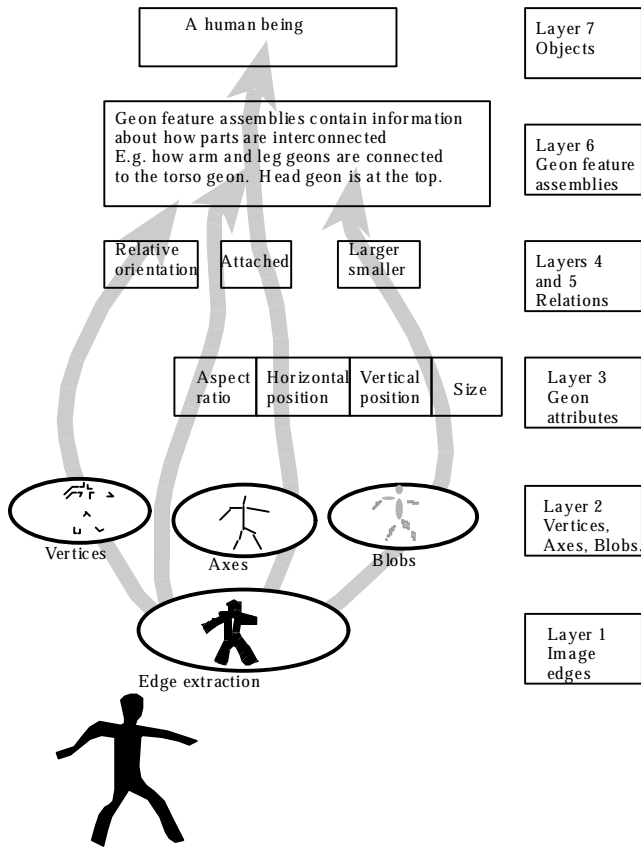 A human being
Layer 7
Objects
Geon feature assemblies contain information
about how parts are interconnected
E.g. how arm and leg geons are connected
to the torso geon. Head geon is at the top.
Layer 6
Geon feature
assemblies
Relative
orientation
Attached
Larger
smaller
Layers 4
and 5
Relations
Aspect
ratio
Horizontal
position
Vertical
position
Size
Layer 3
Geon
attributes
Vertices
Axes
Blobs
Layer 2
Vertices,
Axes, Blobs.
Edge extraction
Layer 1
Image
edges